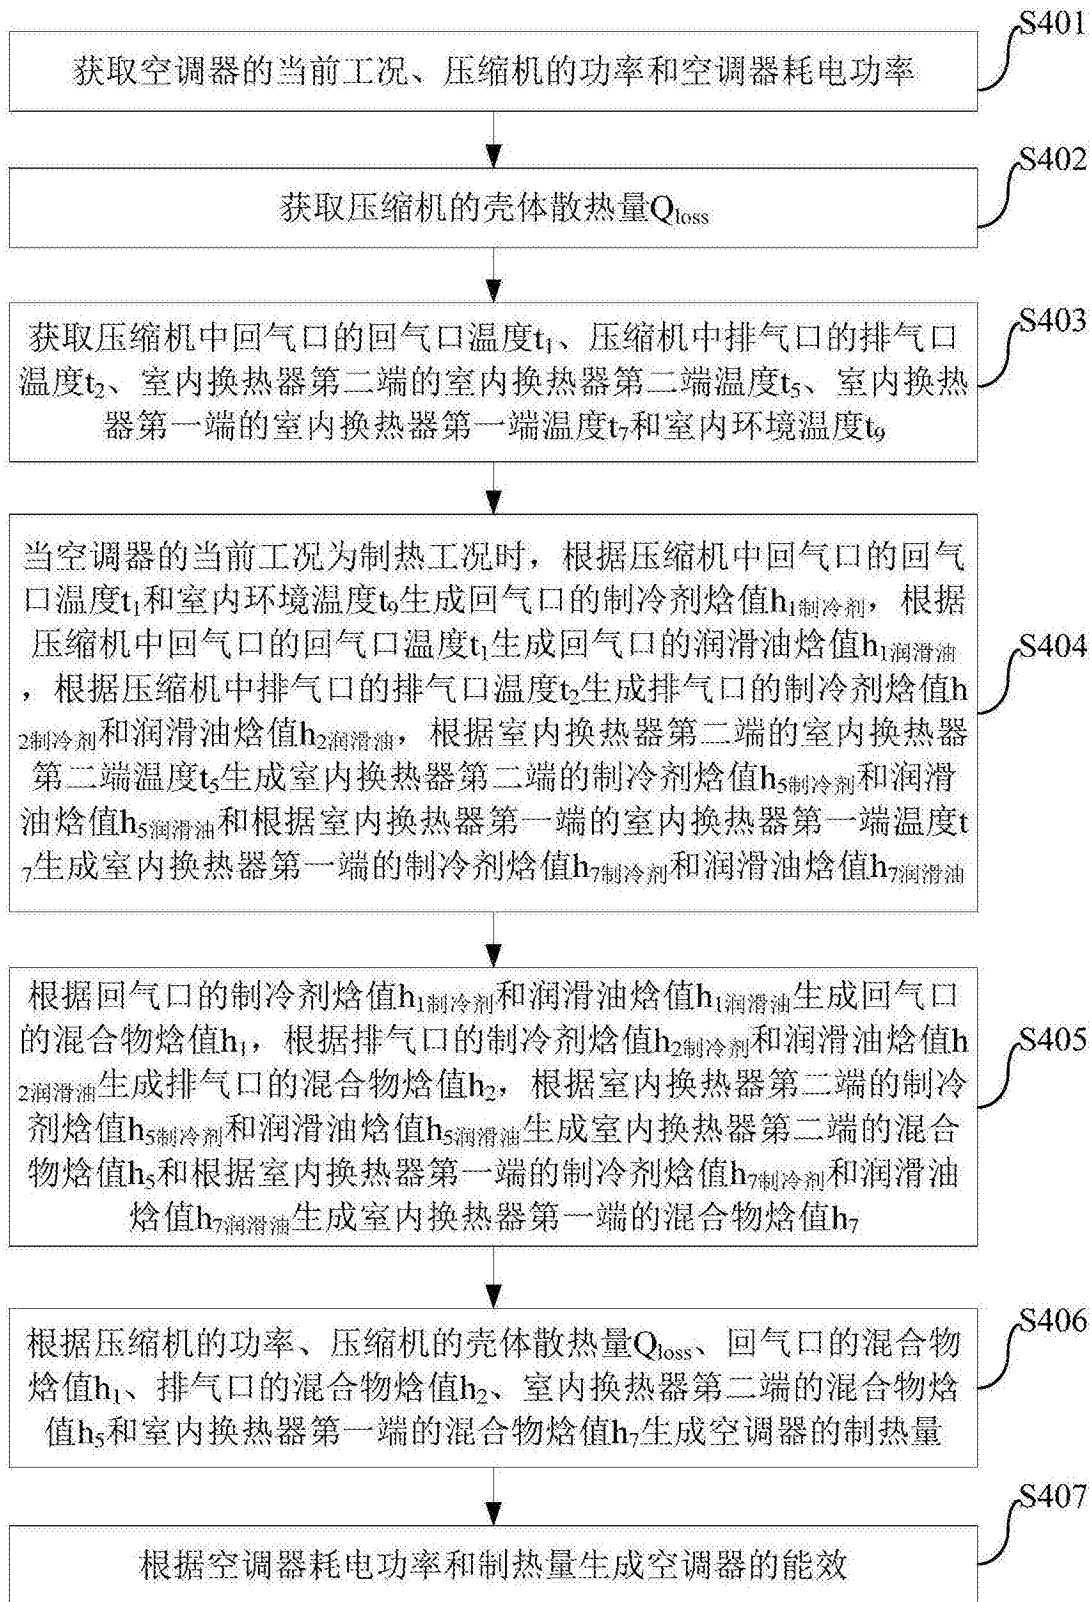 S401
获取空调器的当前工况、压缩机的功率和空调器耗电功率
S402
获取压缩机的壳体散热量Qloss
S403
获取压缩机中回气口的回气口温度t1、压缩机中排气口的排气口
温度t2、室内换热器第二端的室内换热器第二端温度t5、室内换热
器第一端的室内换热器第一端温度t7和室内环境温度t9
S404
当空调器的当前工况为制热工况时，根据压缩机中回气口的回气
口温度t1和室内环境温度t9生成回气口的制冷剂焓值h1制冷剂，根据
压缩机中回气口的回气口温度t1生成回气口的润滑油焓值h1润滑油
，根据压缩机中排气口的排气口温度t2生成排气口的制冷剂焓值h
2制冷剂和润滑油焓值h2润滑油，根据室内换热器第二端的室内换热器
第二端温度t5生成室内换热器第二端的制冷剂焓值h5制冷剂和润滑
油焓值h5润滑油和根据室内换热器第一端的室内换热器第一端温度t
7生成室内换热器第一端的制冷剂焓值h7制冷剂和润滑油焓值h7润滑油
S405
根据回气口的制冷剂焓值h1制冷剂和润滑油焓值h1润滑油生成回气口
的混合物焓值h1，根据排气口的制冷剂焓值h2制冷剂和润滑油焓值h
2润滑油生成排气口的混合物焓值h2，根据室内换热器第二端的制冷
剂焓值h5制冷剂和润滑油焓值h5润滑油生成室内换热器第二端的混合
物焓值h5和根据室内换热器第一端的制冷剂焓值h7制冷剂和润滑油
焓值h7润滑油生成室内换热器第一端的混合物焓值h7
S406
根据压缩机的功率、压缩机的壳体散热量Qloss、回气口的混合物
焓值h1、排气口的混合物焓值h2、室内换热器第二端的混合物焓
值h5和室内换热器第一端的混合物焓值h7生成空调器的制热量
S407
根据空调器耗电功率和制热量生成空调器的能效